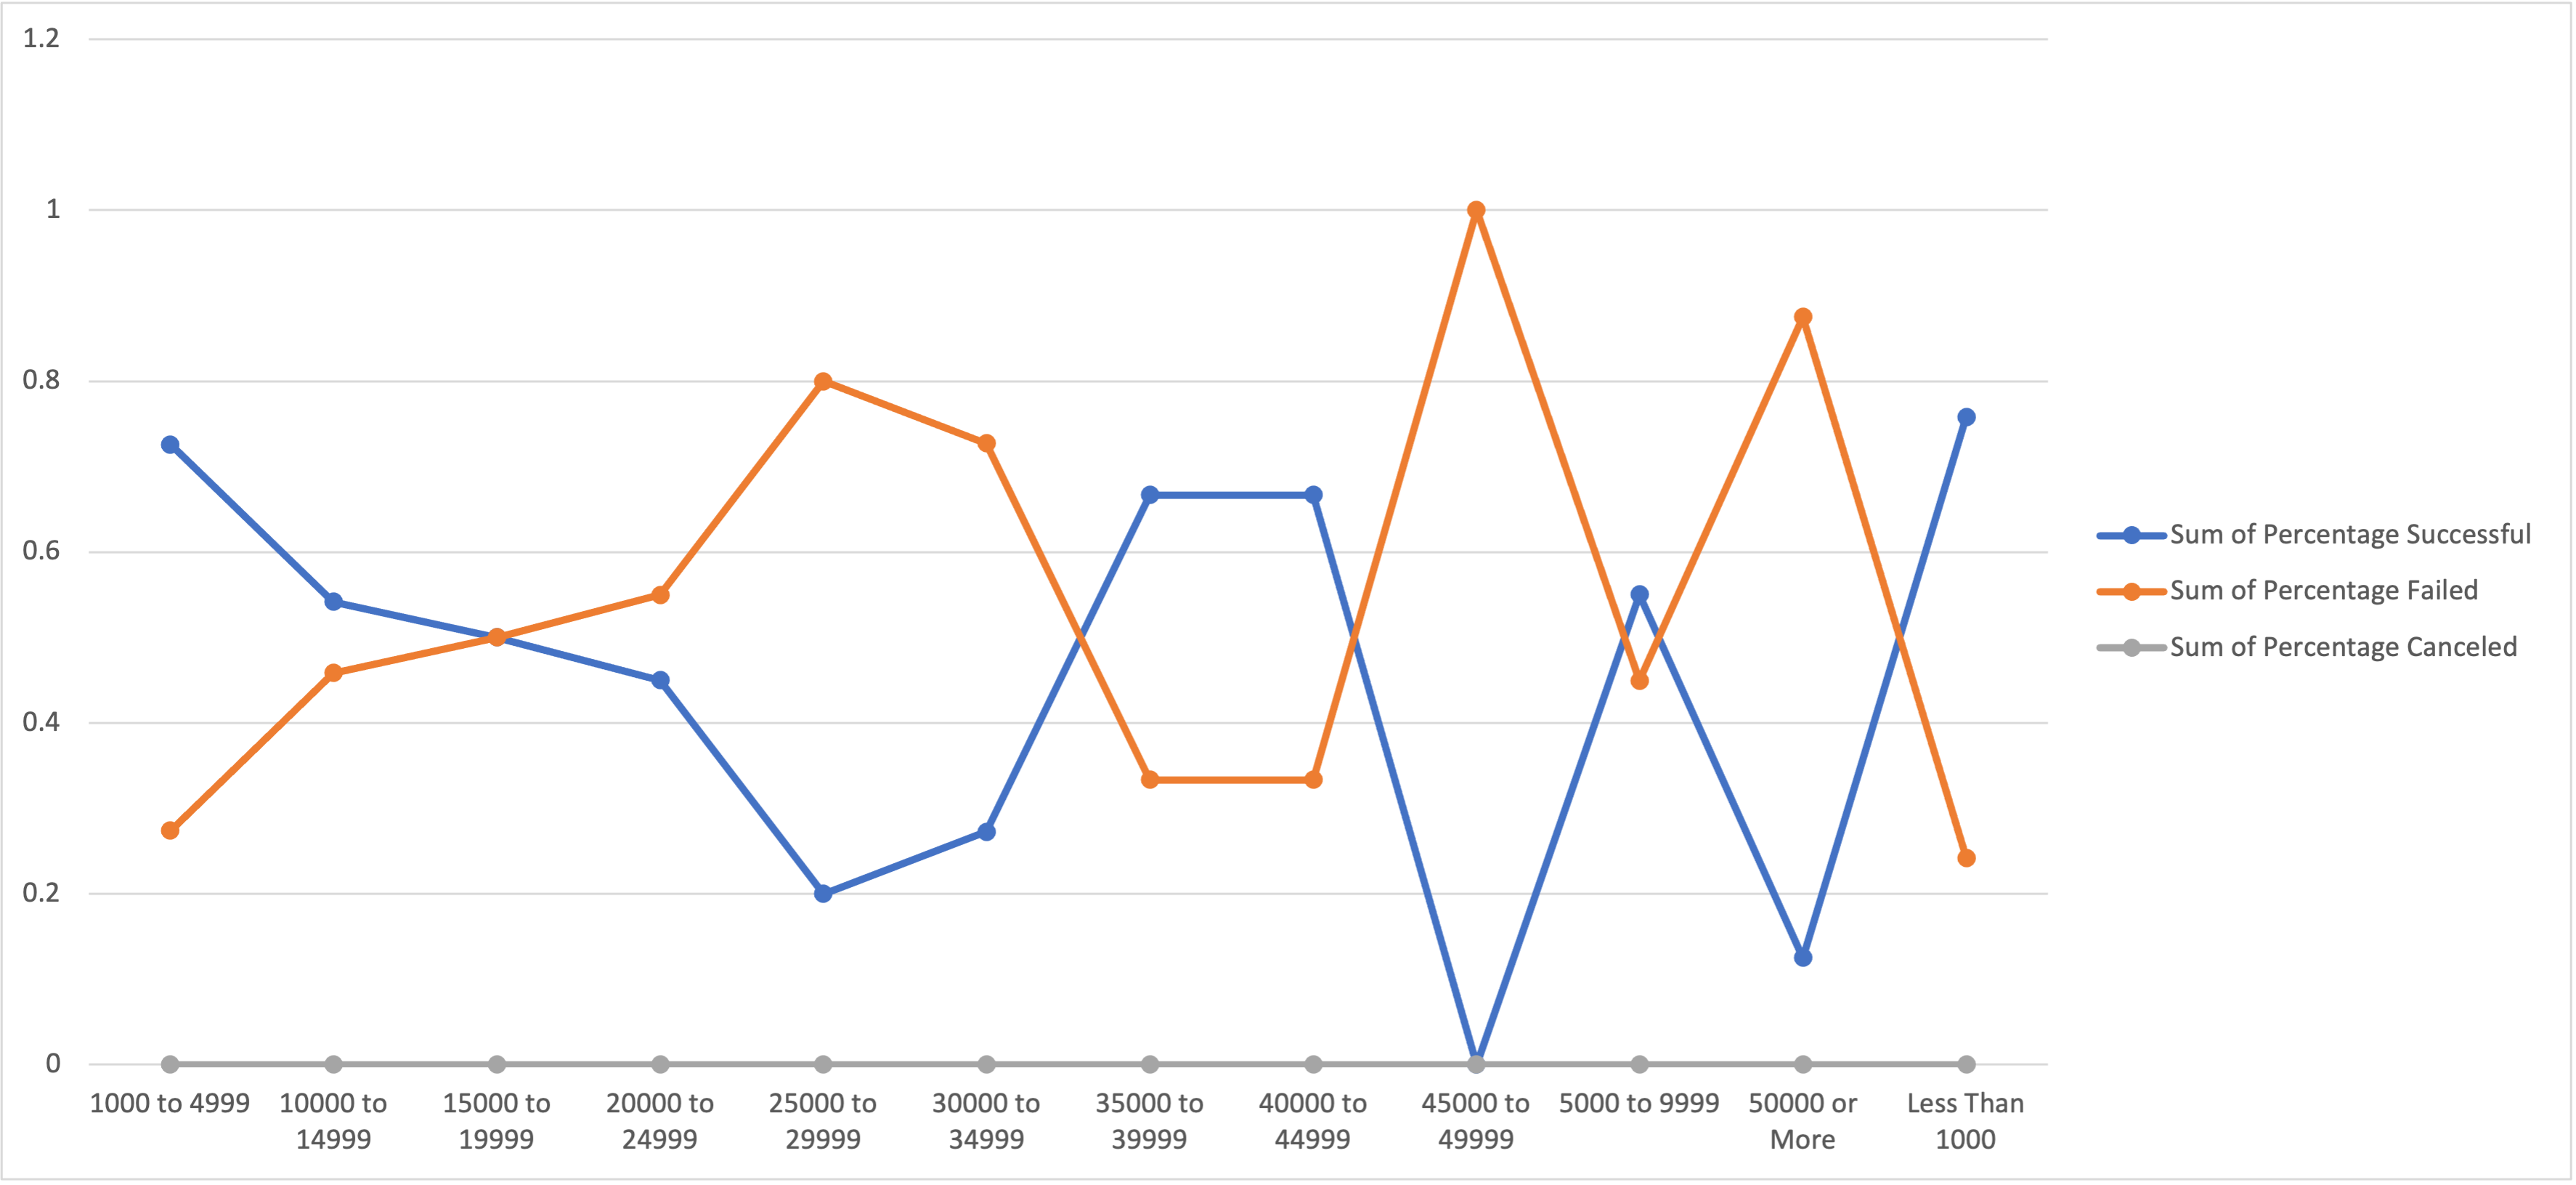 1.2
1
0.8
0.6
0.4
0.2
0
1000 to 4999
10000 to
14999
15000 to
19999
20000 to
24999
25000 to
29999
30000 to
34999
35000 to
39999
40000 to
44999
45000 to
49999
5000 to 9999
50000 or
More
Less Than
1000
Sum of Percentage Successful
Sum of Percentage Failed
Sum of Percentage Canceled